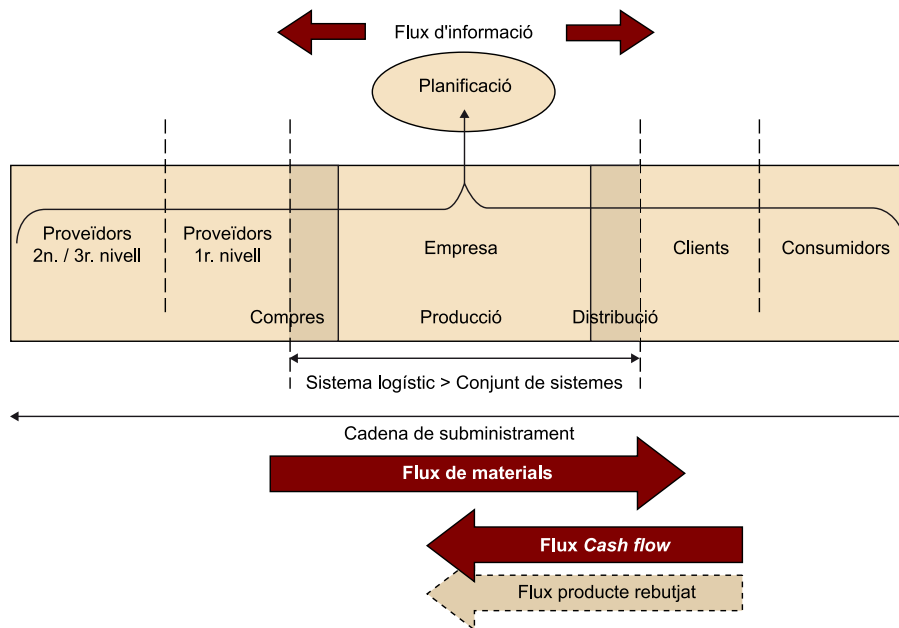 Flux d'informació
Planificació
Proveïdors
2n. / 3r. nivell
Proveïdors
1r. nivell
Empresa
Clients
Consumidors
Compres
Producció
Distribució
Sistema logístic > Conjunt de sistemes
Cadena de subministrament
Flux de materials
Flux Cash flow
Flux producte rebutjat